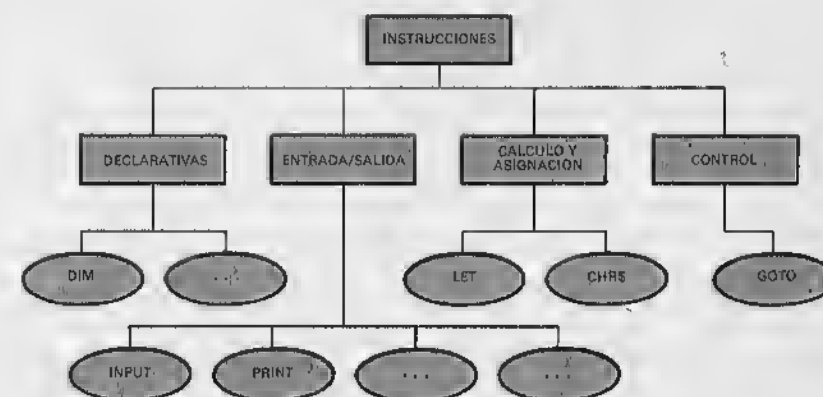 INSTRUCCIONES
DECLARATIVAS
ENTRADA/SALIDA
CALCULO Y
ASIGNACION
CONTROL
DIM
...
LET
CHR$
GOTO
INPUT
PRINT
...
...